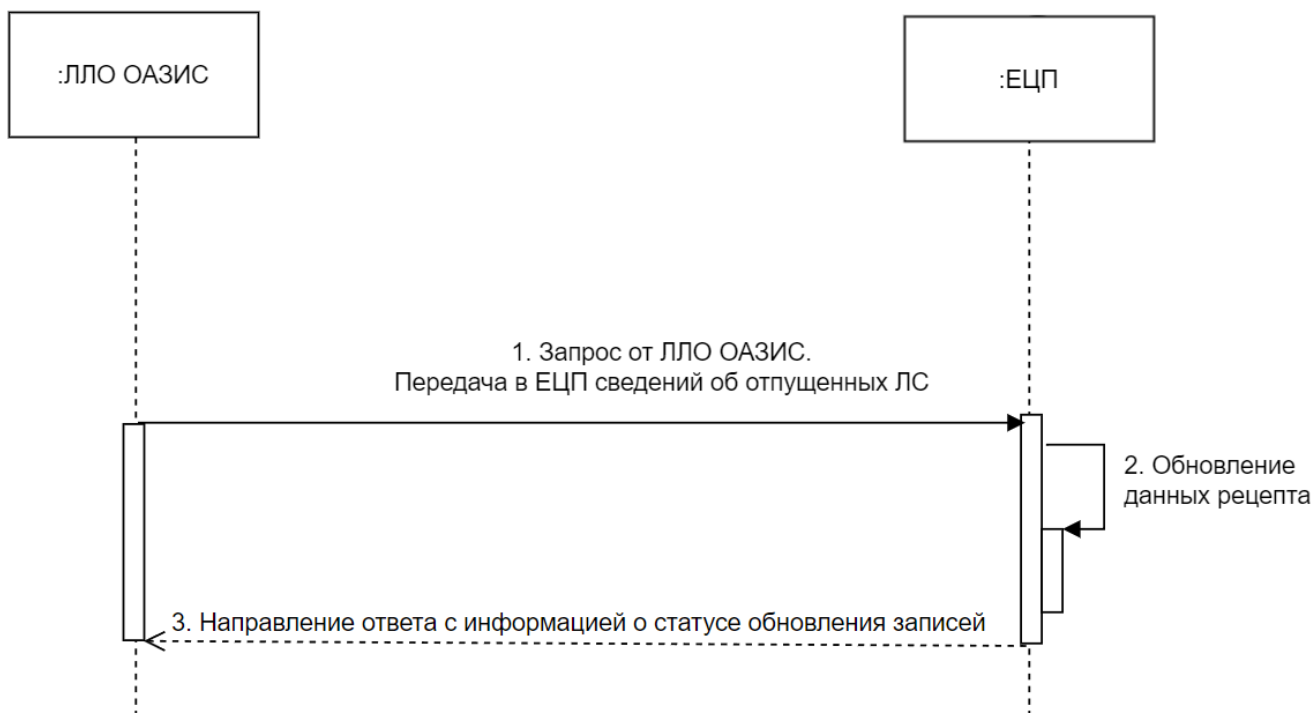 :ЛЛО ОАЗИС
:ЕЦП
1. Запрос от ЛЛО ОАЗИС.
Передача в ЕЦП сведений об отпущенных ЛС
2. Обновление
данных рецепта
3. Направление ответа с информацией о статусе обновления записей